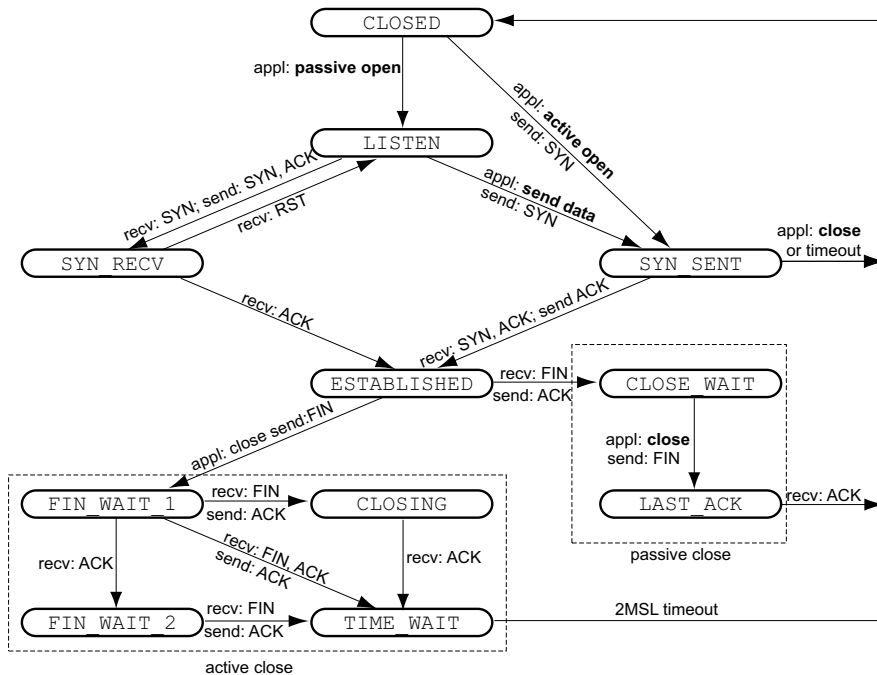 CLOSED
appl: passive open
appl: active open
send: SYN
LISTEN
recv: SYN; send: SYN, ACK
recv: RST
appl: send data
send: SYN
SYN_RECV
SYN_SENT
appl: close
or timeout
recv: ACK
recv: SYN, ACK; send ACK
ESTABLISHED
recv: FIN
send: ACK
CLOSE_WAIT
appl: close send:FIN
appl: close
send: FIN
FIN_WAIT_1
recv: FIN
send: ACK
CLOSING
LAST_ACK
recv: ACK
passive close
recv: ACK
recv: FIN, ACK
send: ACK
recv: ACK
FIN_WAIT_2
recv: FIN
send: ACK
TIME_WAIT
2MSL timeout
active close